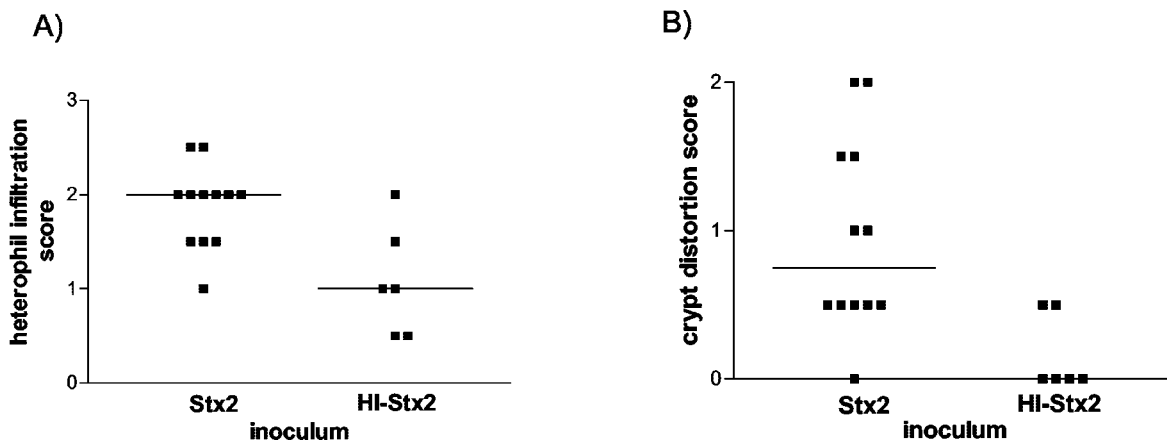 A)
heterophil infiltration
score
3
2
1
0
Stx2 HI-Stx2
inoculum
B)
crypt distortion score
2
1
0
Stx2 HI-Stx2
inoculum